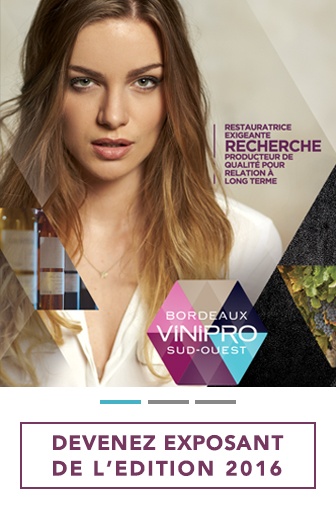 RESTAURATRICE
EXIGEANTE
RECHERCHE
PRODUCTEUR DE
QUALITÉ POUR
RELATION À
LONG TERME
BORDEAUX
ViNiPRO
SUD-OUEST
DEVENEZ EXPOSANT
DE L'EDITION 2016